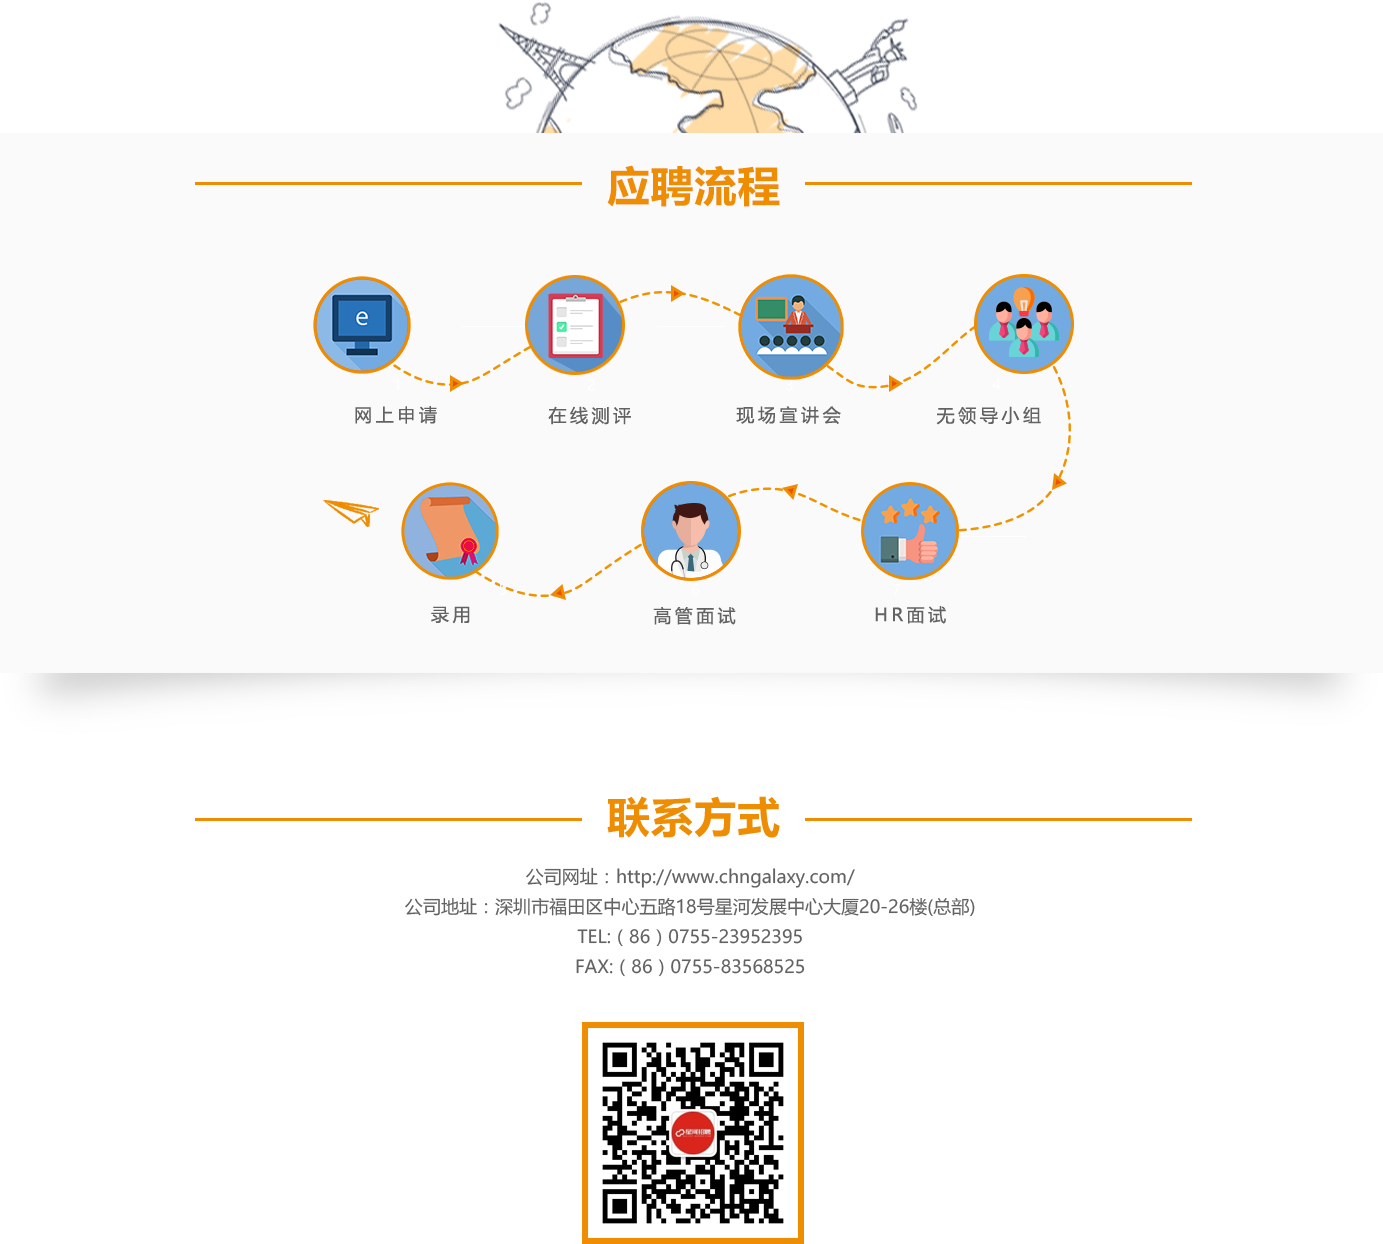 应聘流程
e
网上申请
在线测评
现场宣讲会
无领导小组
录用
高管面试
HR面试
联系方式
公司网址：http://www.chngalaxy.com/
公司地址：深圳市福田区中心五路18号星河发展中心大厦20-26楼(总部)
TEL:（86）0755-23952395
FAX:（86）0755-83568525
星河招聘